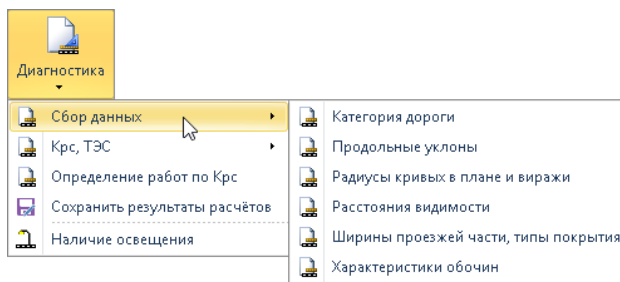 Диагностика
Сбор данных
Крс, ТЭС
Определение работ по Крс
Сохранить результаты расчётов
Наличие освещения
Категория дороги
Продольные уклоны
Радиусы кривых в плане и виражи
Расстояния видимости
Ширины проезжей части, типы покрытия
Характеристики обочин